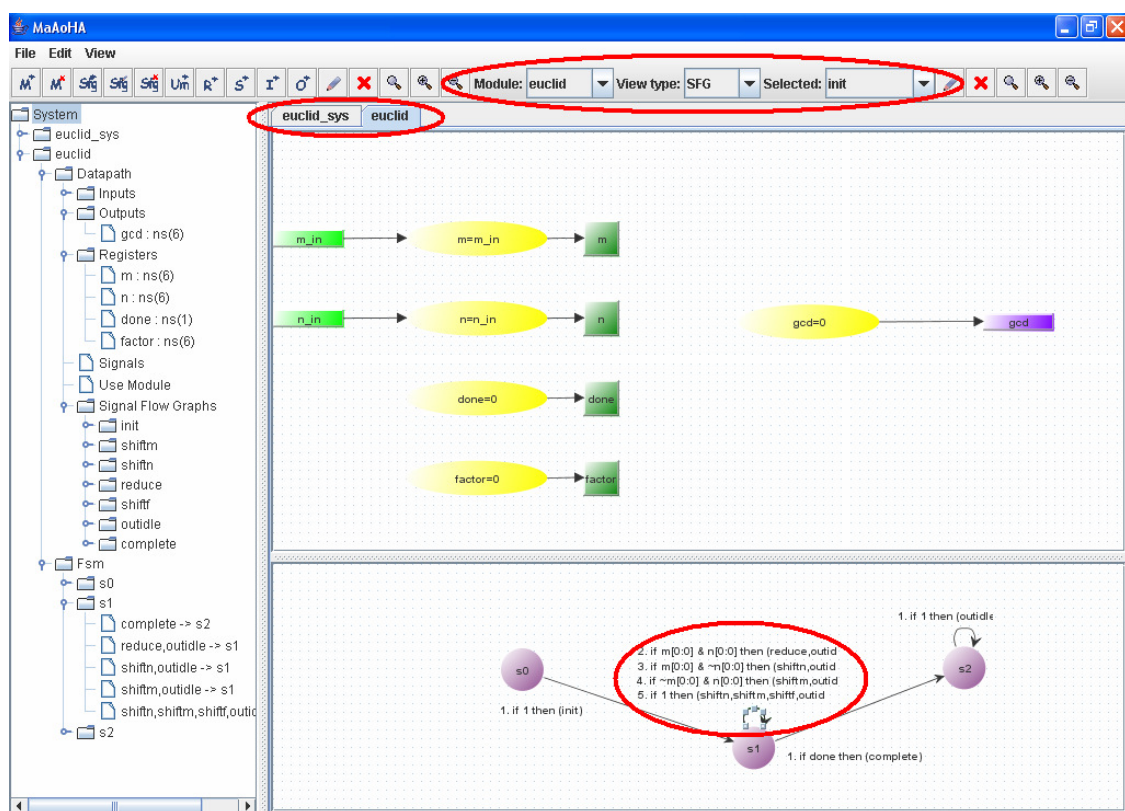 MaAoHA
File Edit View
M+ M× Sfg Sfg Sfg Um R+ S+ I+ O+ Module: euclid View type: SFG Selected: init
System
euclid_sys
euclid
Datapath
Inputs
Outputs
gcd : ns(6)
Registers
m : ns(6)
n : ns(6)
done : ns(1)
factor : ns(6)
Signals
Use Module
Signal Flow Graphs
init
shiftm
shiftn
reduce
shiftf
outidle
complete
Fsm
s0
s1
complete -> s2
reduce,outidle -> s1
shiftn,outidle -> s1
shiftm,outidle -> s1
shiftn,shiftm,shiftf,outid
s2
euclid_sys euclid
m_in m=m_in m
n_in n=n_in n
gcd=0 gcd
done=0 done
factor=0 factor
1. if 1 then (outidle
2. if m[0:0] & n[0:0] then (reduce,outid
3. if m[0:0] & ~n[0:0] then (shiftn,outid
4. if ~m[0:0] & n[0:0] then (shiftm,outid
5. if 1 then (shiftn,shiftm,shiftf,outid
s0
s2
1. if 1 then (init)
s1
1. if done then (complete)